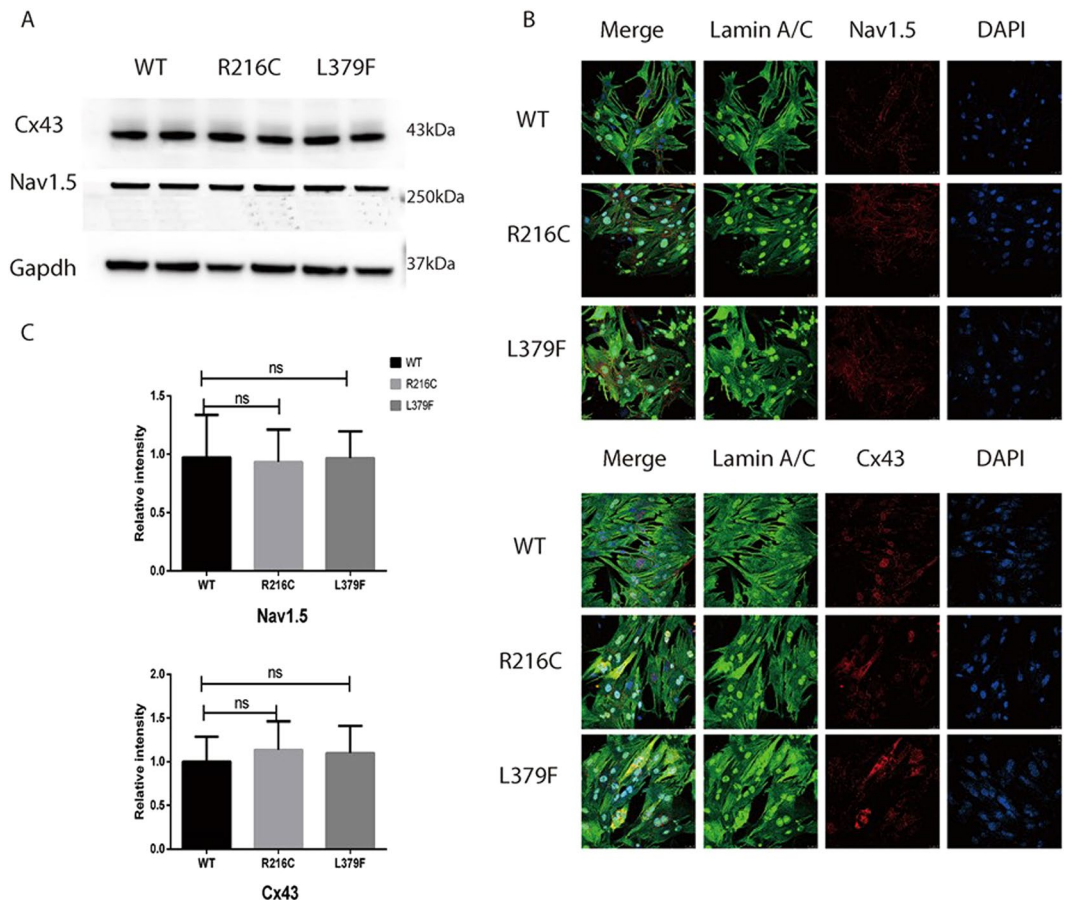 A
WT R216C L379F
Cx43 43kDa
Nav1.5 250kDa
Gapdh 37kDa
B
Merge Lamin A/C Nav1.5 DAPI
WT
R216C
L379F
Merge Lamin A/C Cx43 DAPI
WT
R216C
L379F
C
WT
R216C
L379F
ns
ns
Relative intensity
1.5
1.0
0.5
0.0
WT R216C L379F
Nav1.5
ns
ns
Relative intensity
2.0
1.5
1.0
0.5
0.0
WT R216C L379F
Cx43